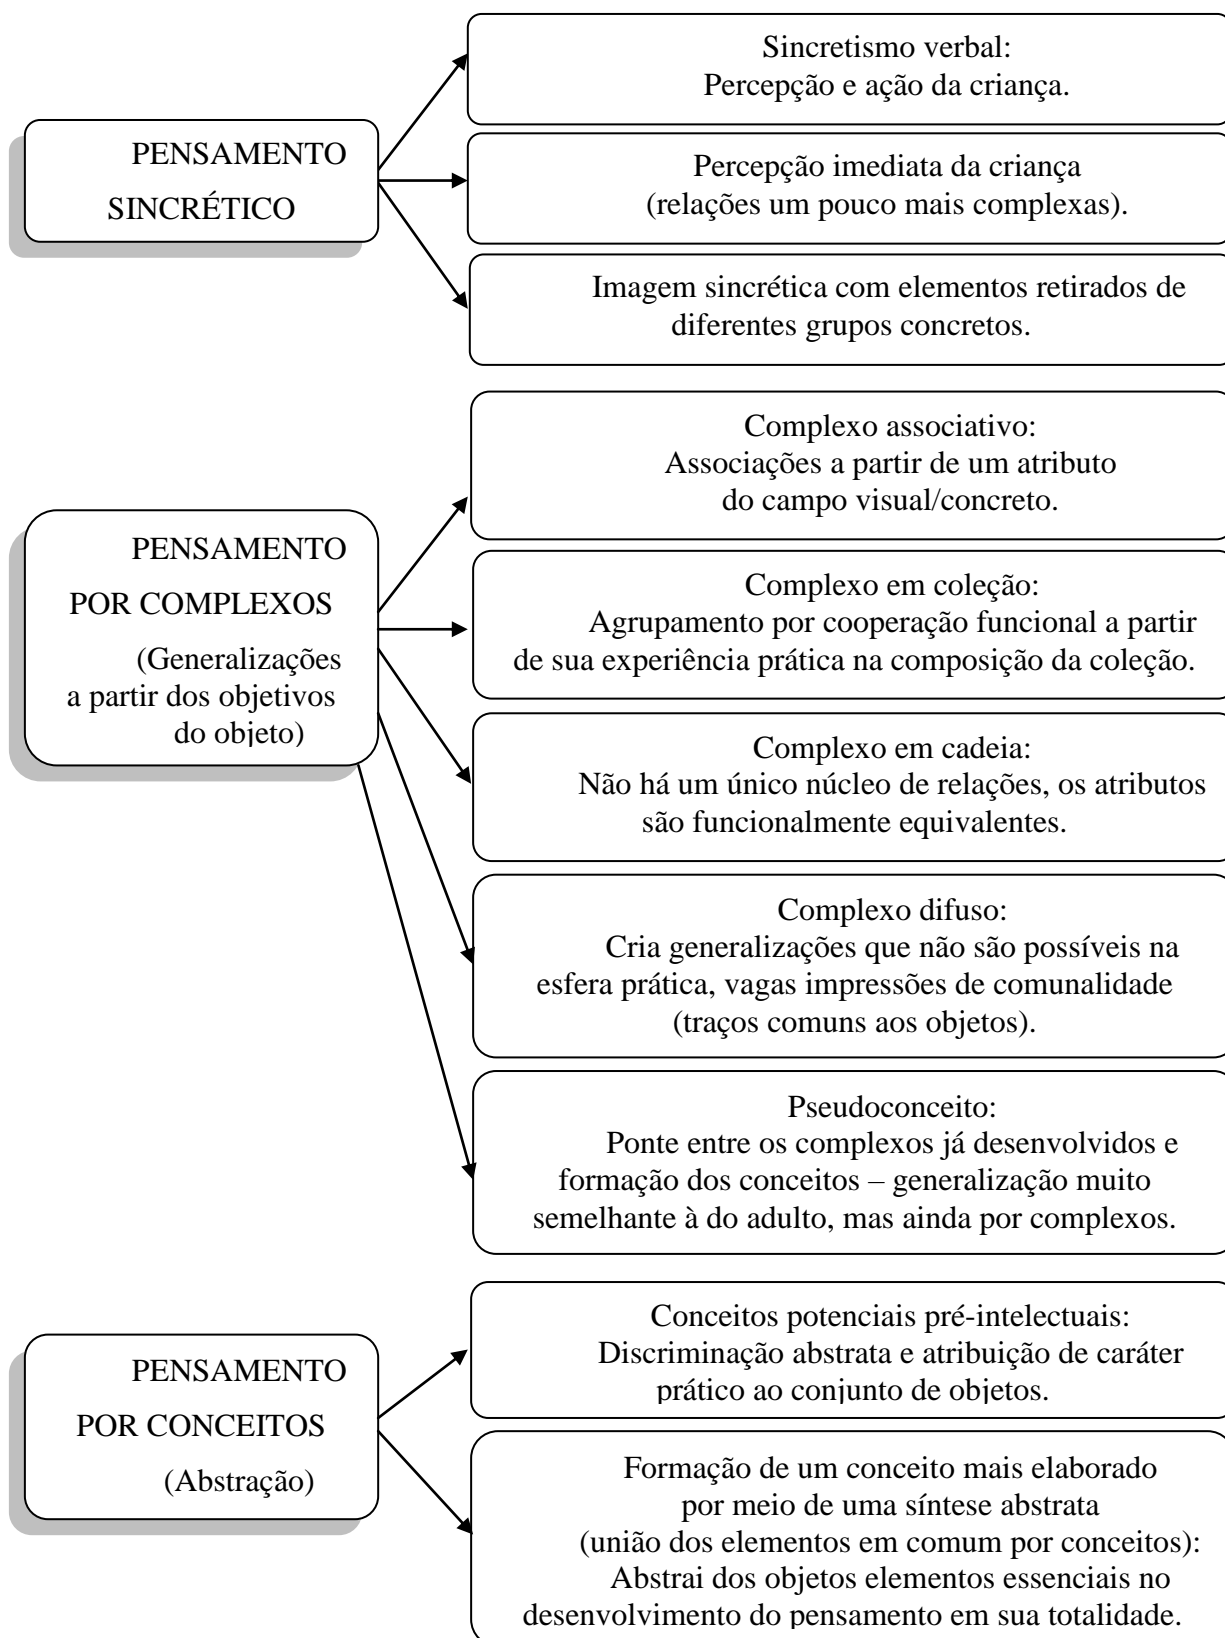 PENSAMENTO
SINCRÉTICO
Sincretismo verbal:
Percepção e ação da criança.
Percepção imediata da criança
(relações um pouco mais complexas).
Imagem sincrética com elementos retirados de
diferentes grupos concretos.
PENSAMENTO
POR COMPLEXOS
(Generalizações
a partir dos objetivos
do objeto)
Complexo associativo:
Associações a partir de um atributo
do campo visual/concreto.
Complexo em coleção:
Agrupamento por cooperação funcional a partir
de sua experiência prática na composição da coleção.
Complexo em cadeia:
Não há um único núcleo de relações, os atributos
são funcionalmente equivalentes.
Complexo difuso:
Cria generalizações que não são possíveis na
esfera prática, vagas impressões de comunalidade
(traços comuns aos objetos).
Pseudoconceito:
Ponte entre os complexos já desenvolvidos e
formação dos conceitos – generalização muito
semelhante à do adulto, mas ainda por complexos.
PENSAMENTO
POR CONCEITOS
(Abstração)
Conceitos potenciais pré-intelectuais:
Discriminação abstrata e atribuição de caráter
prático ao conjunto de objetos.
Formação de um conceito mais elaborado
por meio de uma síntese abstrata
(união dos elementos em comum por conceitos):
Abstrai dos objetos elementos essenciais no
desenvolvimento do pensamento em sua totalidade.